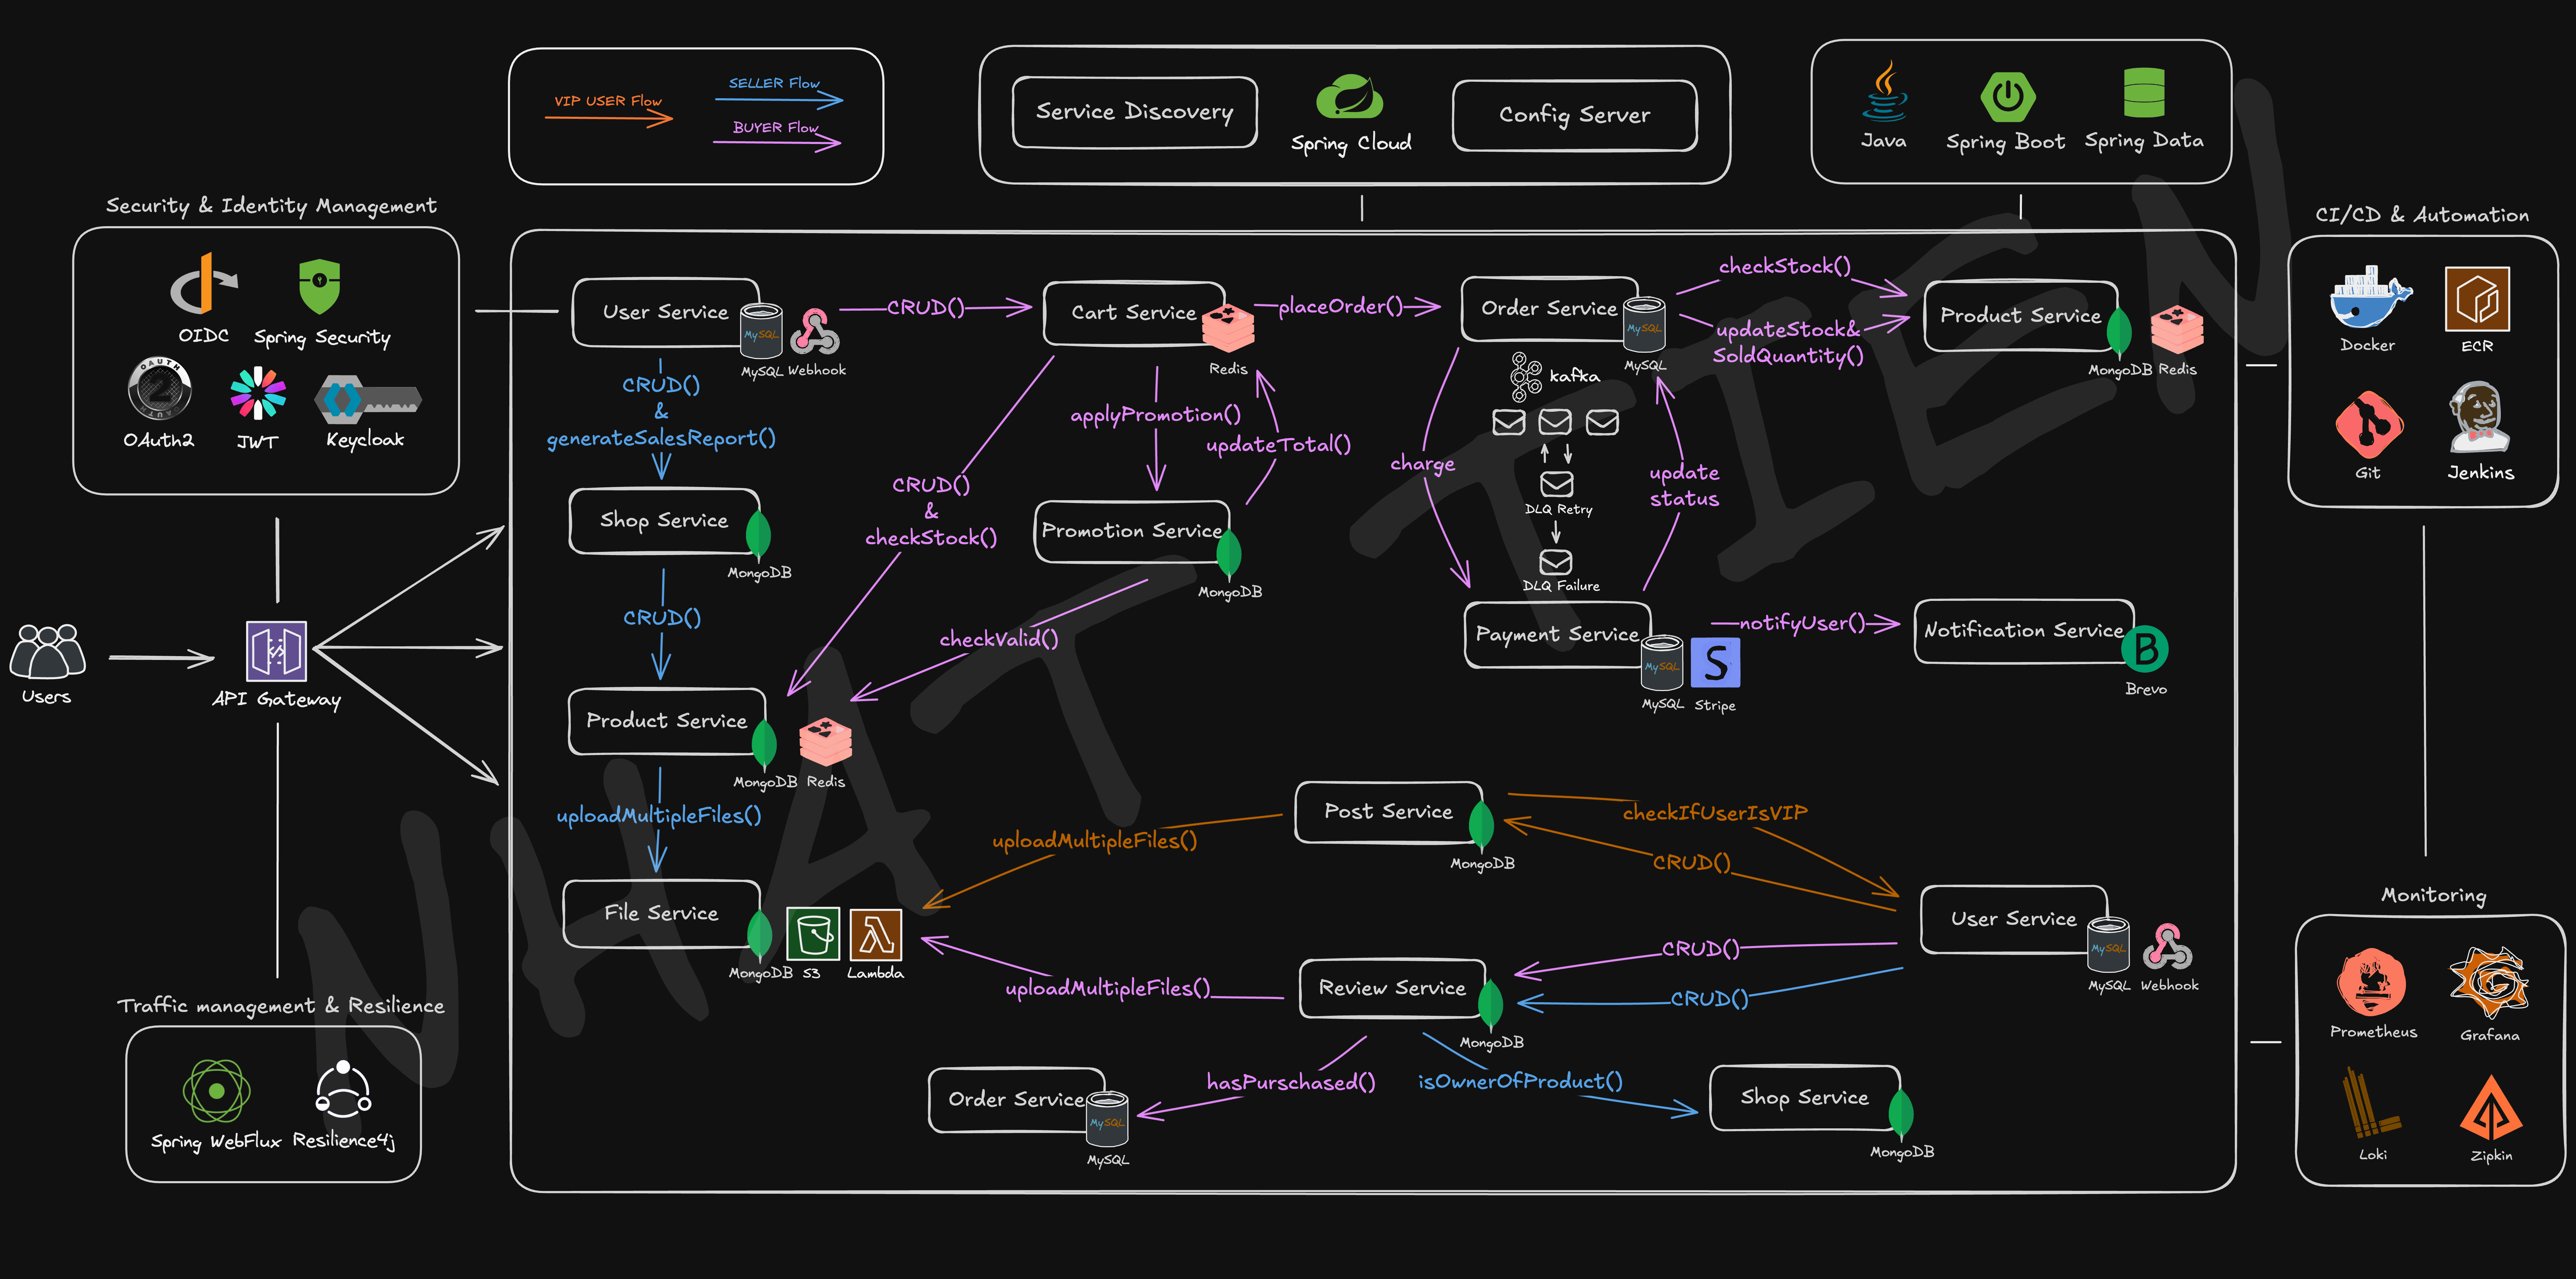 VIP USER Flow
SELLER Flow
BUYER Flow
Service Discovery
Spring Cloud
Config Server
Java
Spring Boot
Spring Data
Security & Identity Management
OIDC
Spring Security
OAUTH
2
OAuth2
JWT
Keycloak
Users
API Gateway
Traffic management & Resilience
Spring WebFlux
Resilience4j
User Service
MySQL
MySQL
Webhook
CRUD()
Cart Service
Redis
placeOrder()
Order Service
MySQL
MySQL
checkStock()
updateStock&
SoldQuantity()
Product Service
MongoDB
Redis
CRUD()
&
generateSalesReport()
kafka
applyPromotion()
updateTotal()
charge
update
status
DLQ Retry
DLQ Failure
CRUD()
&
checkStock()
Shop Service
MongoDB
Promotion Service
MongoDB
CRUD()
checkValid()
Payment Service
MySQL
MySQL
S
Stripe
notifyUser()
Notification Service
B
Brevo
Product Service
MongoDB
Redis
uploadMultipleFiles()
File Service
MongoDB
S3
Lambda
uploadMultipleFiles()
Post Service
MongoDB
checkIfUserIsVIP
CRUD()
User Service
MySQL
MySQL
Webhook
CRUD()
CRUD()
uploadMultipleFiles()
Review Service
MongoDB
hasPurschased()
isOwnerOfProduct()
Order Service
MySQL
MySQL
Shop Service
MongoDB
CI/CD & Automation
Docker
ECR
Git
Jenkins
Monitoring
Prometheus
Grafana
Loki
Zipkin
NHAT TIEN